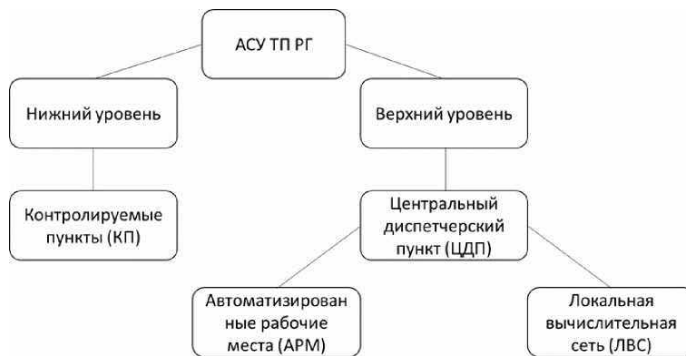 АСУ ТП РГ
Нижний уровень
Верхний уровень
Контролируемые
пункты (КП)
Центральный
диспетчерский
пункт (ЦДП)
Автоматизирован
ные рабочие
места (АРМ)
Локальная
вычислительная
сеть (ЛВС)